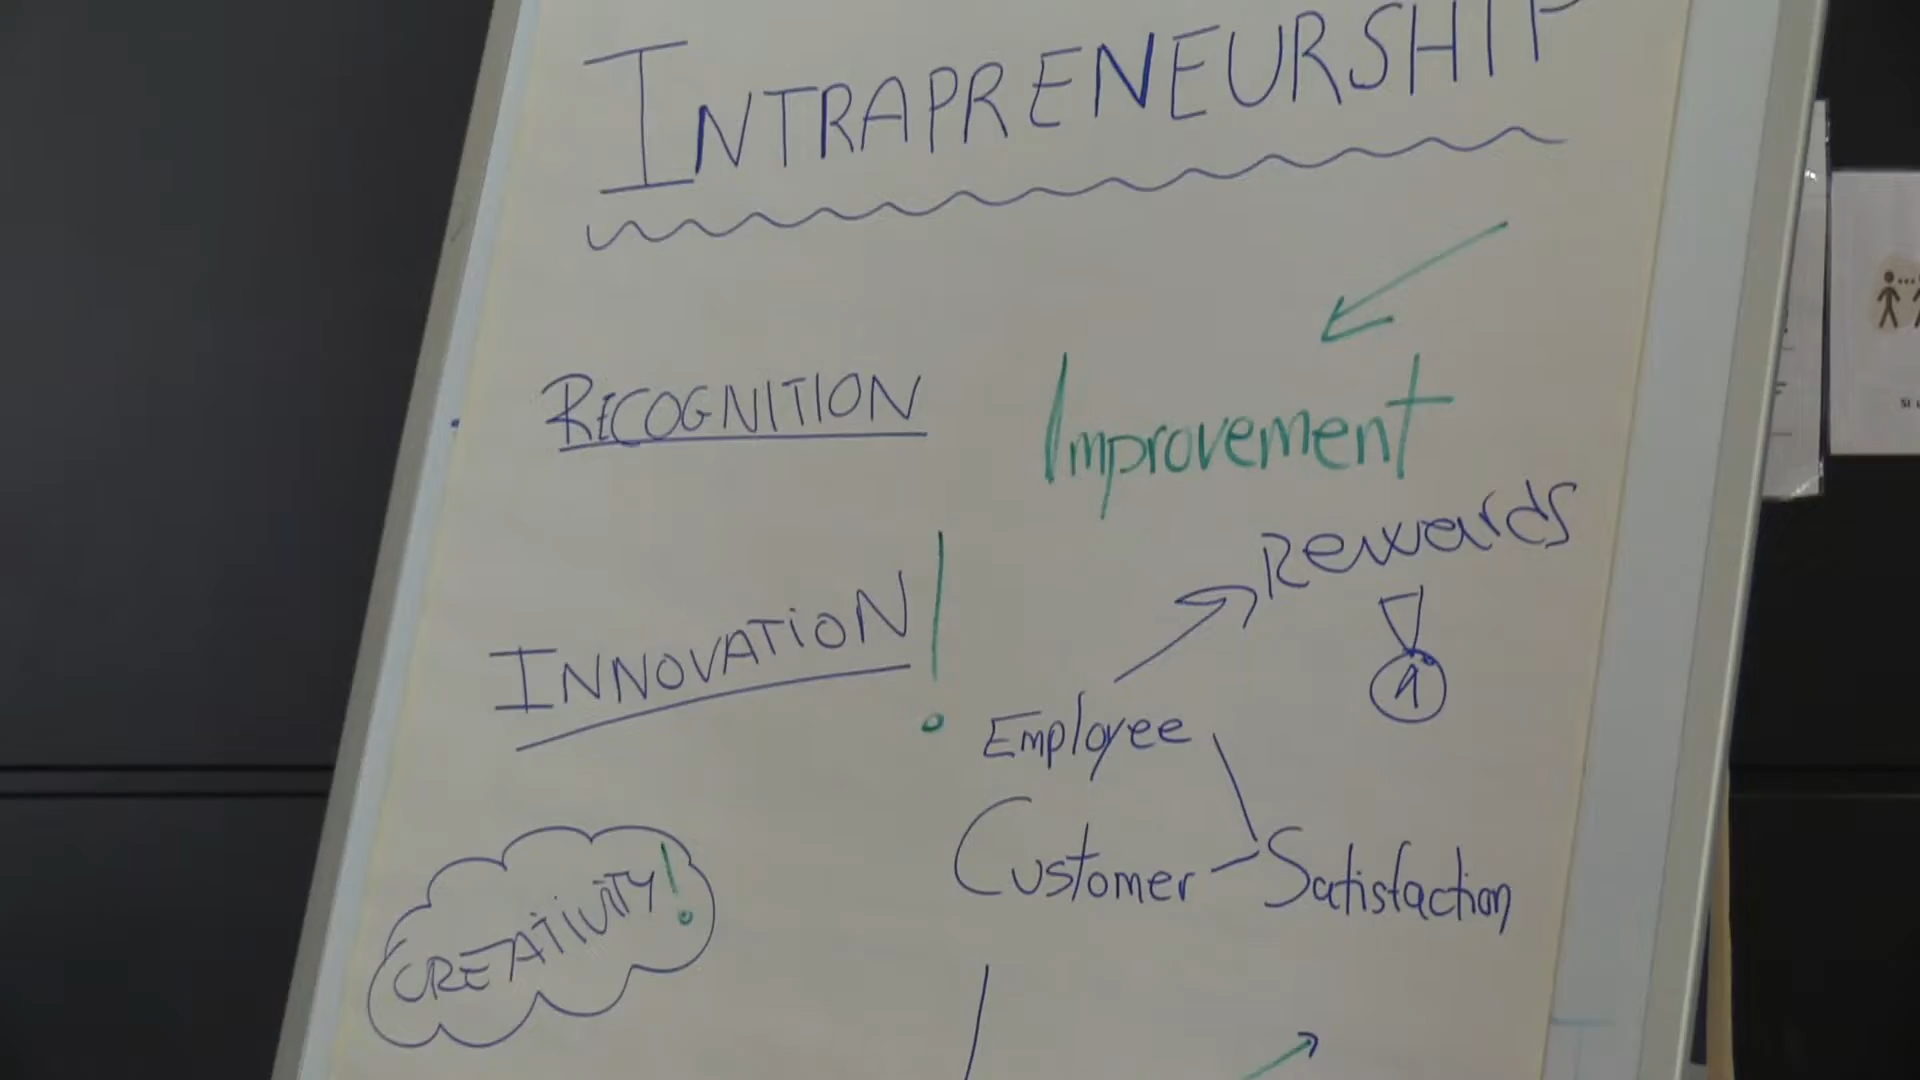 INTRAPRENEURSHIP
RECOGNITION
Improvement
Rewards
1
INNOVATION!
Employee
Customer - Satisfaction
CREATIVITY!